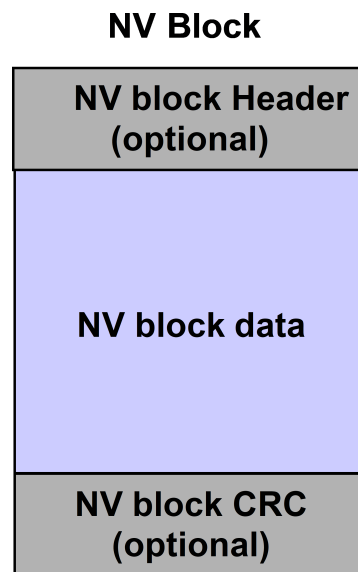 NV Block
NV block Header
(optional)
NV block data
NV block CRC
(optional)